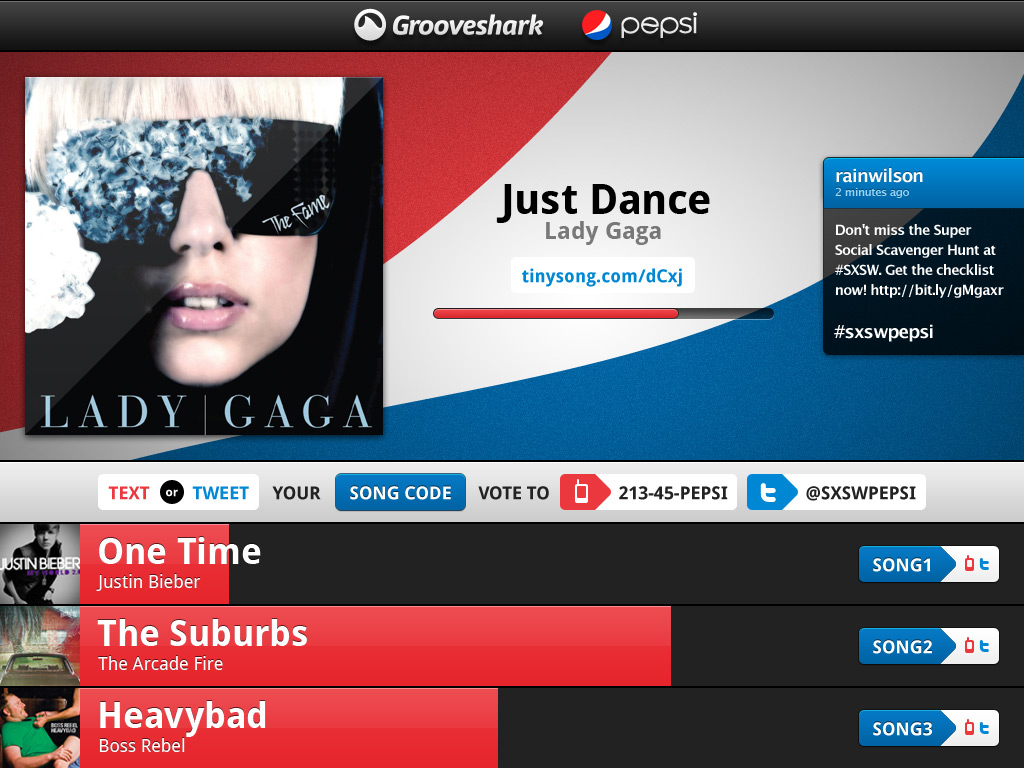 Grooveshark
pepsi
The Fame
LADY | GAGA
Just Dance
Lady Gaga
tinysong.com/dCxj
rainwilson
2 minutes ago
Don't miss the Super
Social Scavenger Hunt at
#SXSW. Get the checklist
now! http://bit.ly/gMgaxr
#sxswpepsi
TEXT or TWEET YOUR SONG CODE VOTE TO 213-45-PEPSI @SXSWPEPSI
JUSTIN BIEBER
One Time
Justin Bieber
SONG1
The Suburbs
The Arcade Fire
SONG2
BOSS REBEL
HEAVYBAD
Heavybad
Boss Rebel
SONG3